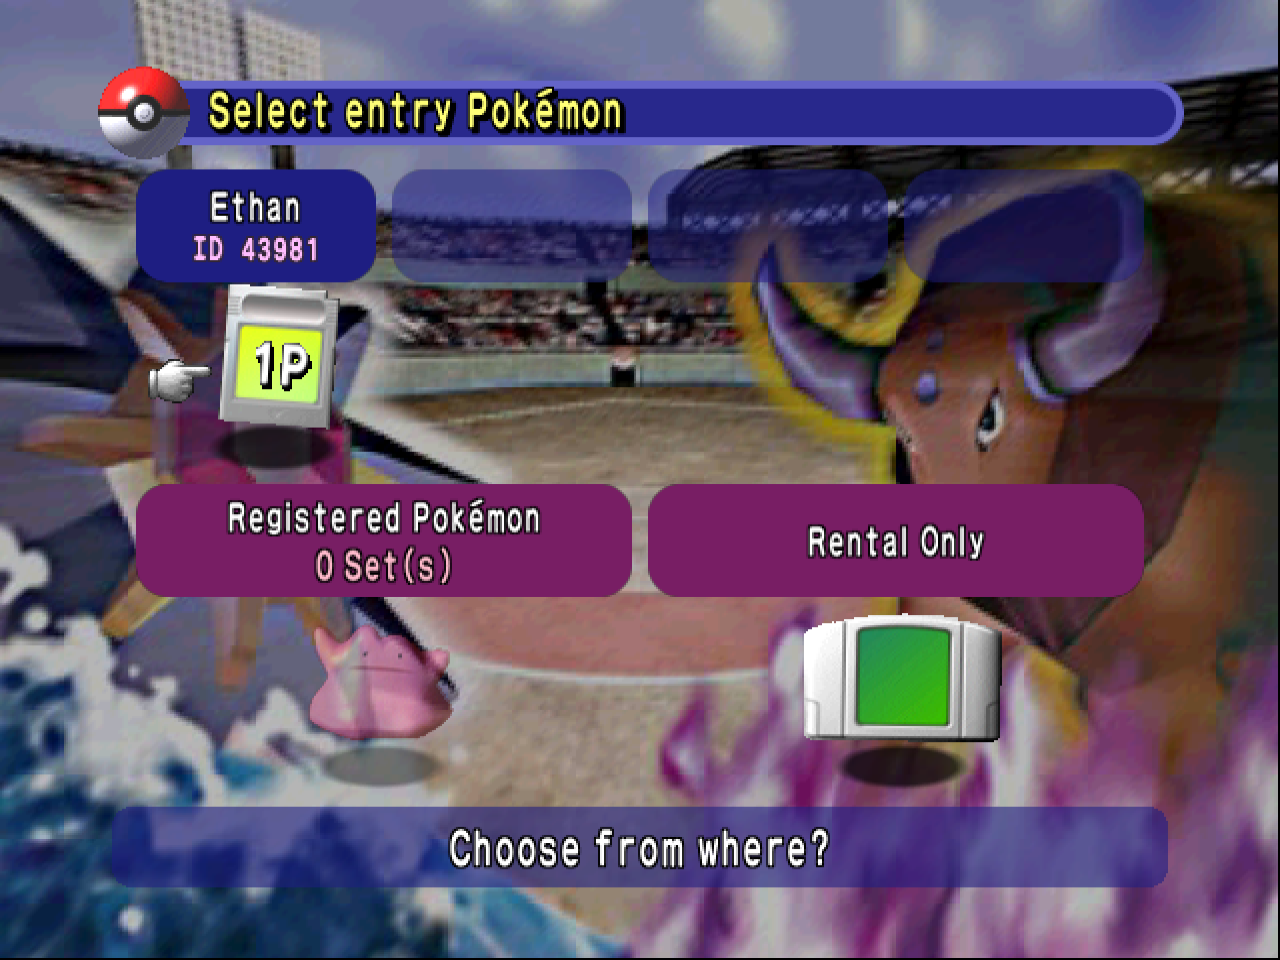 Select entry Pokémon
Ethan
ID 43981
1P
Registered Pokémon
0 Set(s)
Rental Only
Choose from where?